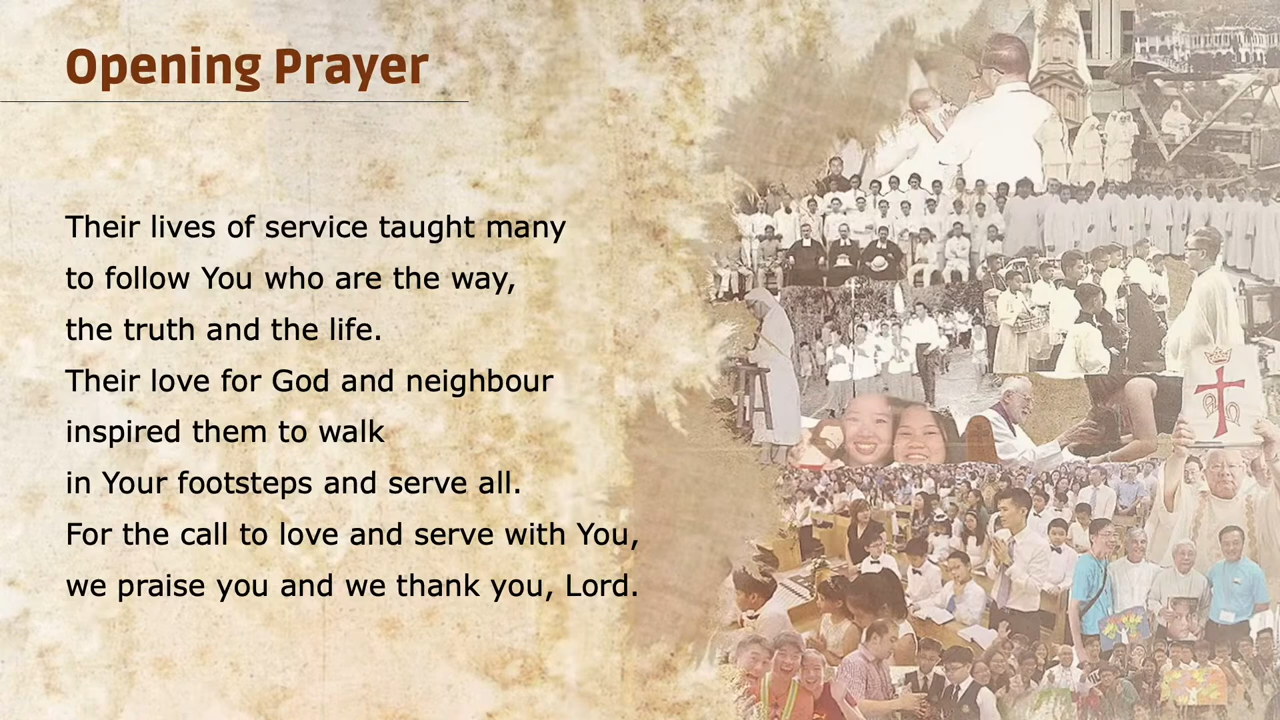 Opening Prayer
Their lives of service taught many
to follow You who are the way,
the truth and the life.
Their love for God and neighbour
inspired them to walk
in Your footsteps and serve all.
For the call to love and serve with You,
we praise you and we thank you, Lord.